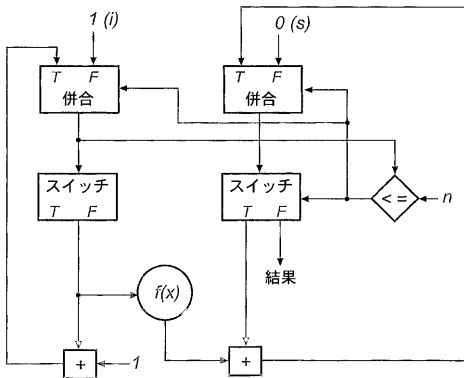 1 (i)
0 (s)
T F
併合
T F
併合
スイッチ
T F
スイッチ
T F
<=
n
結果
f(x)
+
1
+